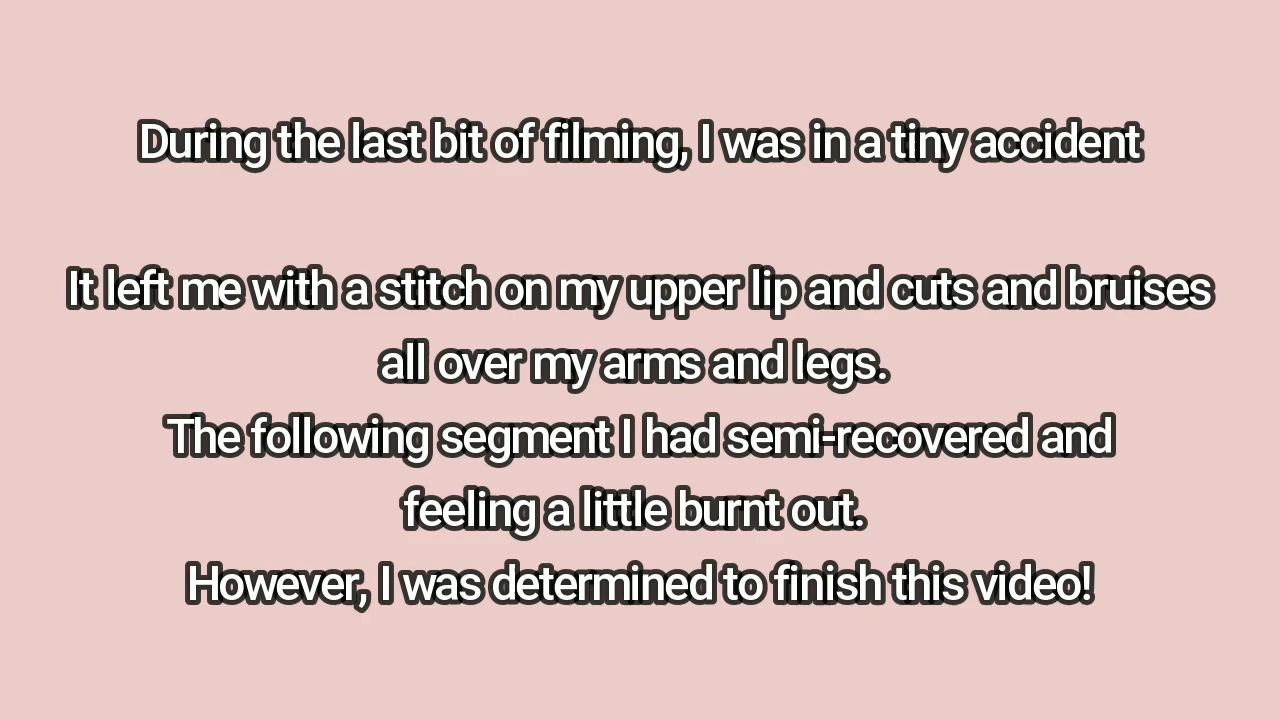 During the last bit of filming, I was in a tiny accident
It left me with a stitch on my upper lip and cuts and bruises
all over my arms and legs.
The following segment I had semi-recovered and
feeling a little burnt out.
However, I was determined to finish this video!